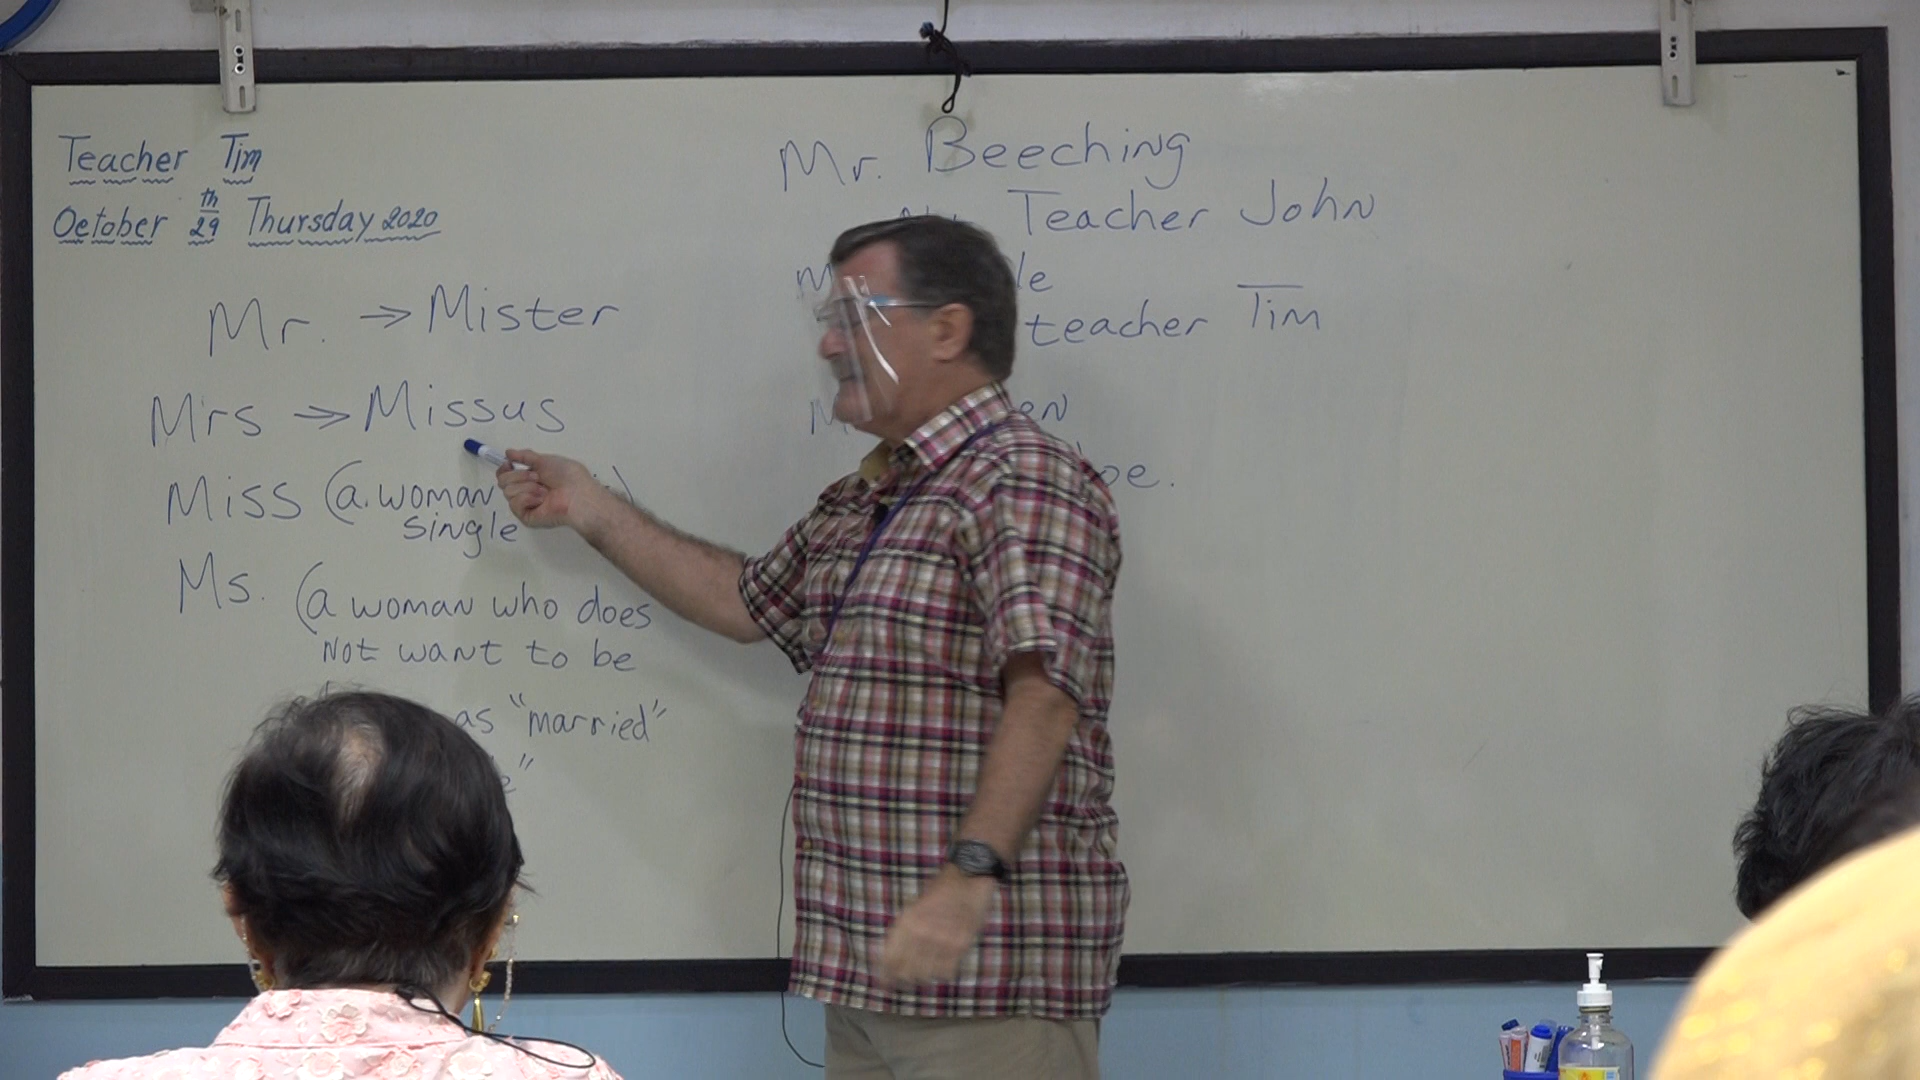 Teacher Tim
October 29th Thursday 2020
Mr. → Mister
Mrs → Missus
Miss (a woman
single
Ms. (a woman who does
not want to be
as "married"
Mr. Beeching
Teacher John
teacher Tim